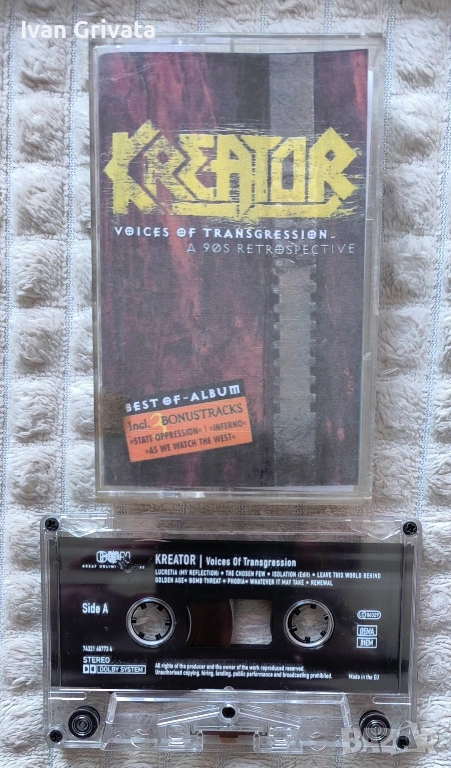 Ivan Grivata
KREATOR
VOICES OF TRANSGRESSION_
A 90S RETROSPECTIVE
BEST OF-ALBUM
Incl. 3 BONUSTRACKS
»STATE OPPRESSION« | »INFERNO«
»AS WE WATCH THE WEST«
KREATOR | Voices Of Transgression
LUCRETIA (MY REFLECTION) • THE CHOSEN FEW • ISOLATION (Edit) • LEAVE THIS WORLD BEHIND
GOLDEN AGE • BOMB THREAT • PHOBIA • WHATEVER IT MAY TAKE • RENEWAL
Side A
GEMA
BIEM
STEREO
DOLBY SYSTEM
All rights of the producer and the owner of the work reproduced reserved.
Unauthorised copying, hiring, lending, public performance and broadcasting prohibited.
Made in the EU
BAZAR